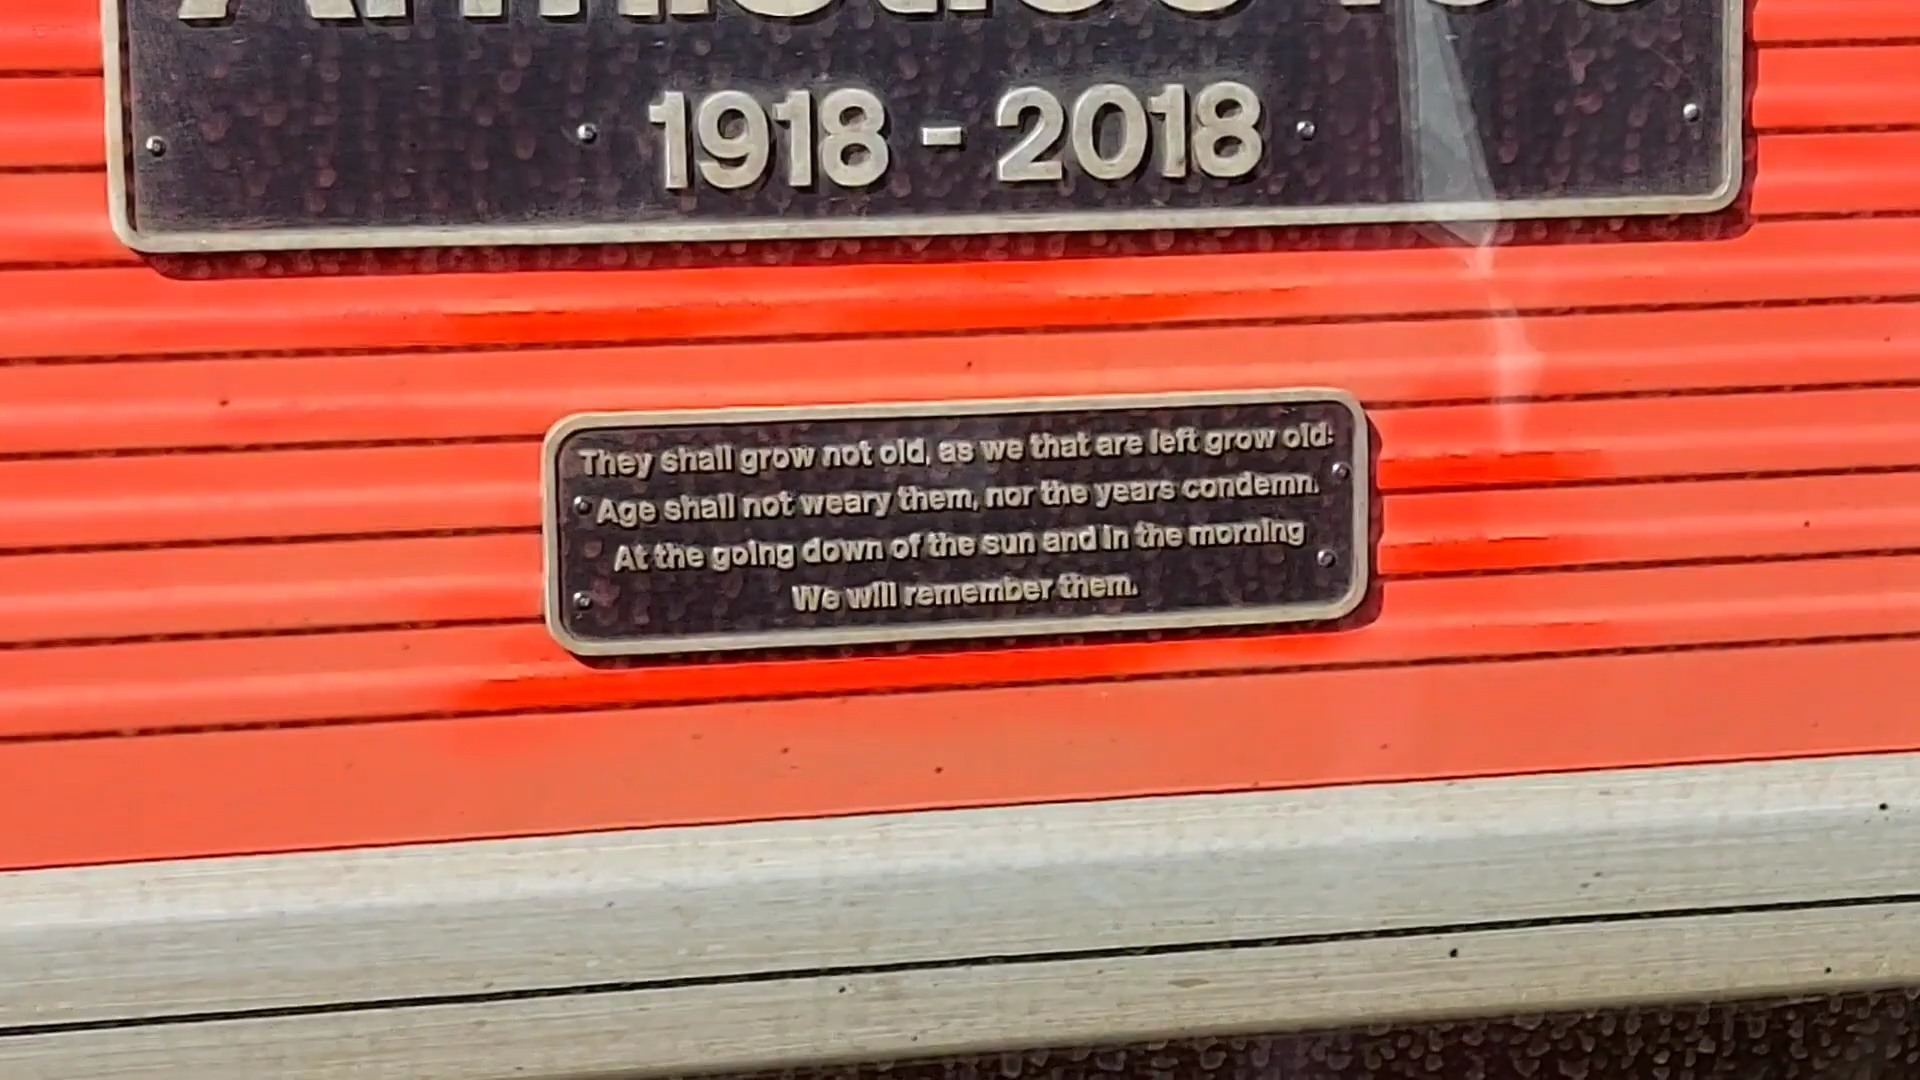 Armistice 100
1918 - 2018
They shall grow not old, as we that are left grow old:
Age shall not weary them, nor the years condemn.
At the going down of the sun and in the morning
We will remember them.